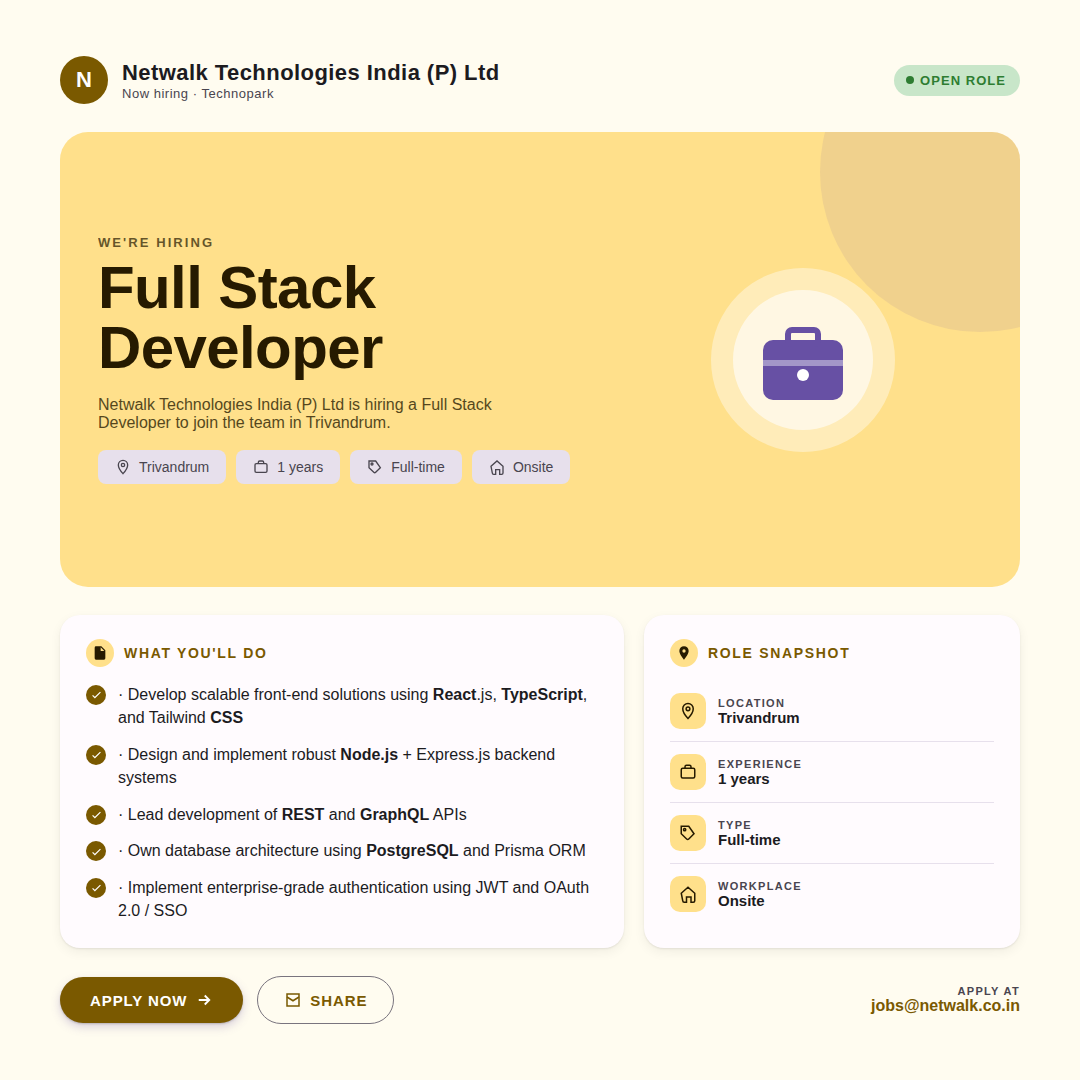 N
Netwalk Technologies India (P) Ltd
Now hiring · Technopark
OPEN ROLE
WE'RE HIRING
Full Stack
Developer
Netwalk Technologies India (P) Ltd is hiring a Full Stack
Developer to join the team in Trivandrum.
Trivandrum
1 years
Full-time
Onsite
WHAT YOU'LL DO
· Develop scalable front-end solutions using React.js, TypeScript,
and Tailwind CSS
· Design and implement robust Node.js + Express.js backend
systems
· Lead development of REST and GraphQL APIs
· Own database architecture using PostgreSQL and Prisma ORM
· Implement enterprise-grade authentication using JWT and OAuth
2.0 / SSO
ROLE SNAPSHOT
LOCATION
Trivandrum
EXPERIENCE
1 years
TYPE
Full-time
WORKPLACE
Onsite
APPLY NOW
SHARE
APPLY AT
jobs@netwalk.co.in